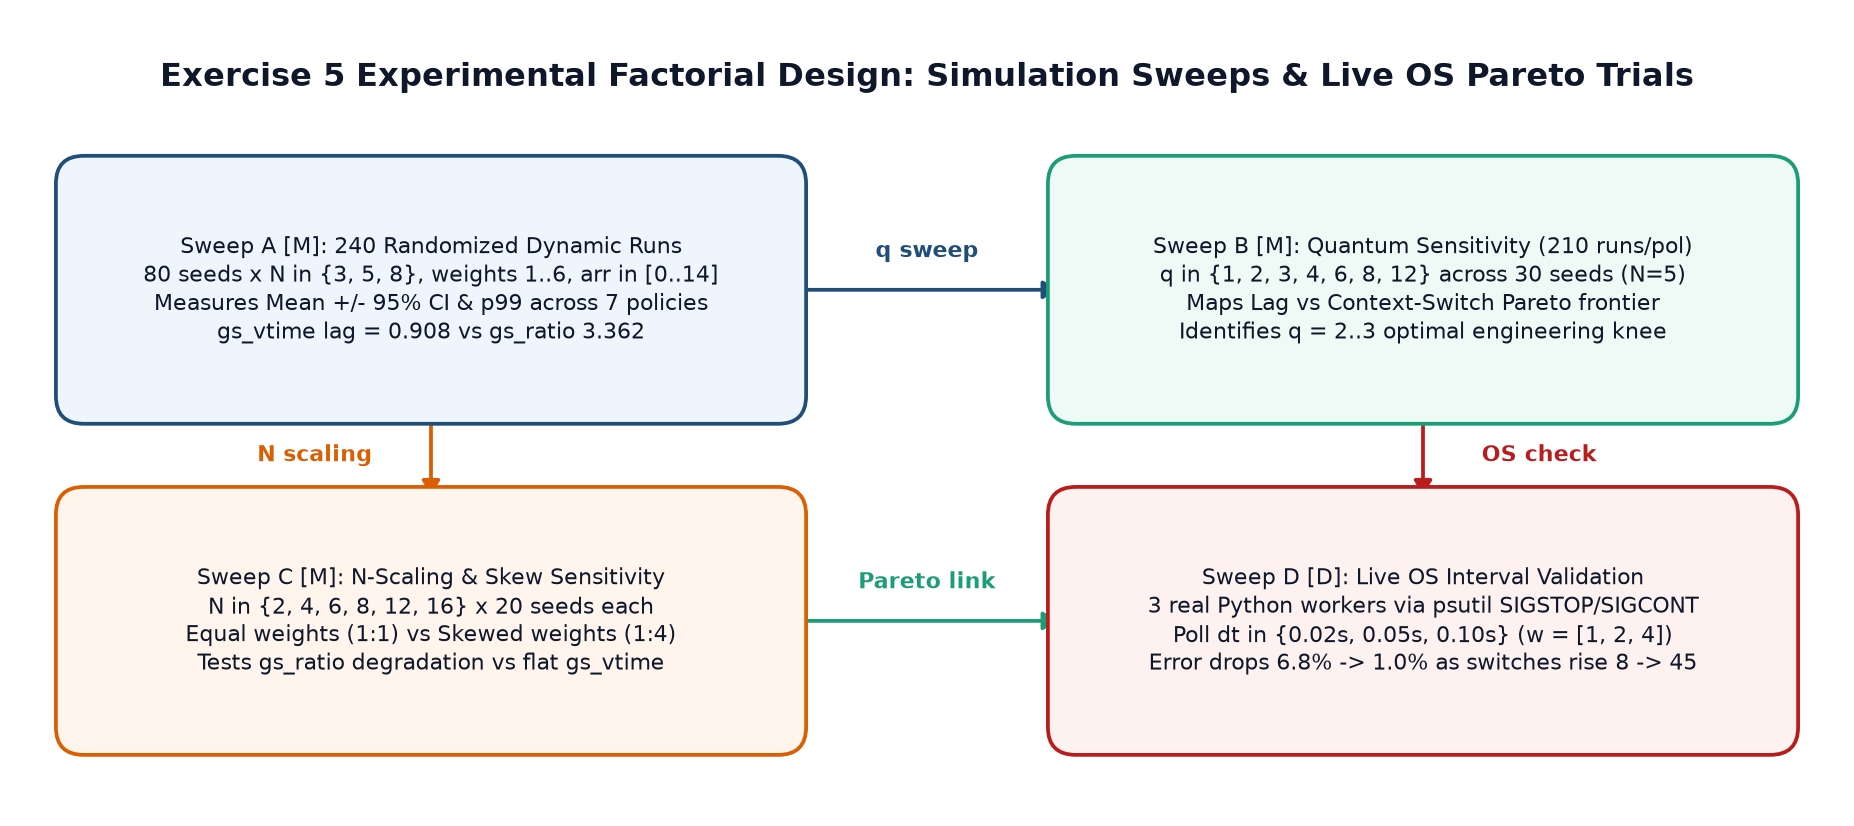 Exercise 5 Experimental Factorial Design: Simulation Sweeps & Live OS Pareto Trials
Sweep A [M]: 240 Randomized Dynamic Runs
80 seeds x N in {3, 5, 8}, weights 1..6, arr in [0..14]
Measures Mean +/- 95% CI & p99 across 7 policies
gs_vtime lag = 0.908 vs gs_ratio 3.362
q sweep
Sweep B [M]: Quantum Sensitivity (210 runs/pol)
q in {1, 2, 3, 4, 6, 8, 12} across 30 seeds (N=5)
Maps Lag vs Context-Switch Pareto frontier
Identifies q = 2..3 optimal engineering knee
N scaling
OS check
Sweep C [M]: N-Scaling & Skew Sensitivity
N in {2, 4, 6, 8, 12, 16} x 20 seeds each
Equal weights (1:1) vs Skewed weights (1:4)
Tests gs_ratio degradation vs flat gs_vtime
Pareto link
Sweep D [D]: Live OS Interval Validation
3 real Python workers via psutil SIGSTOP/SIGCONT
Poll dt in {0.02s, 0.05s, 0.10s} (w = [1, 2, 4])
Error drops 6.8% -> 1.0% as switches rise 8 -> 45